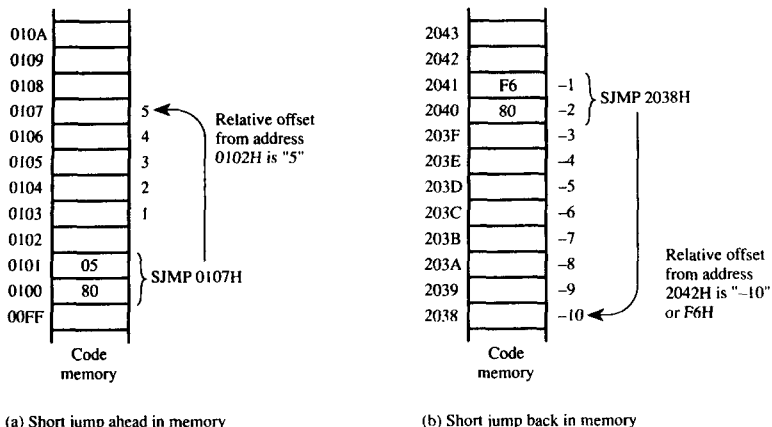 010A
0109
0108
0107 5
0106 4
0105 3
0104 2
0103 1
0102
0101 05
0100 80
00FF
SJMP 0107H
Relative offset
from address
0102H is "5"
Code
memory
(a) Short jump ahead in memory
2043
2042
2041 F6 –1
2040 80 –2
203F –3
203E –4
203D –5
203C –6
203B –7
203A –8
2039 –9
2038 –10
SJMP 2038H
Relative offset
from address
2042H is "–10"
or F6H
Code
memory
(b) Short jump back in memory